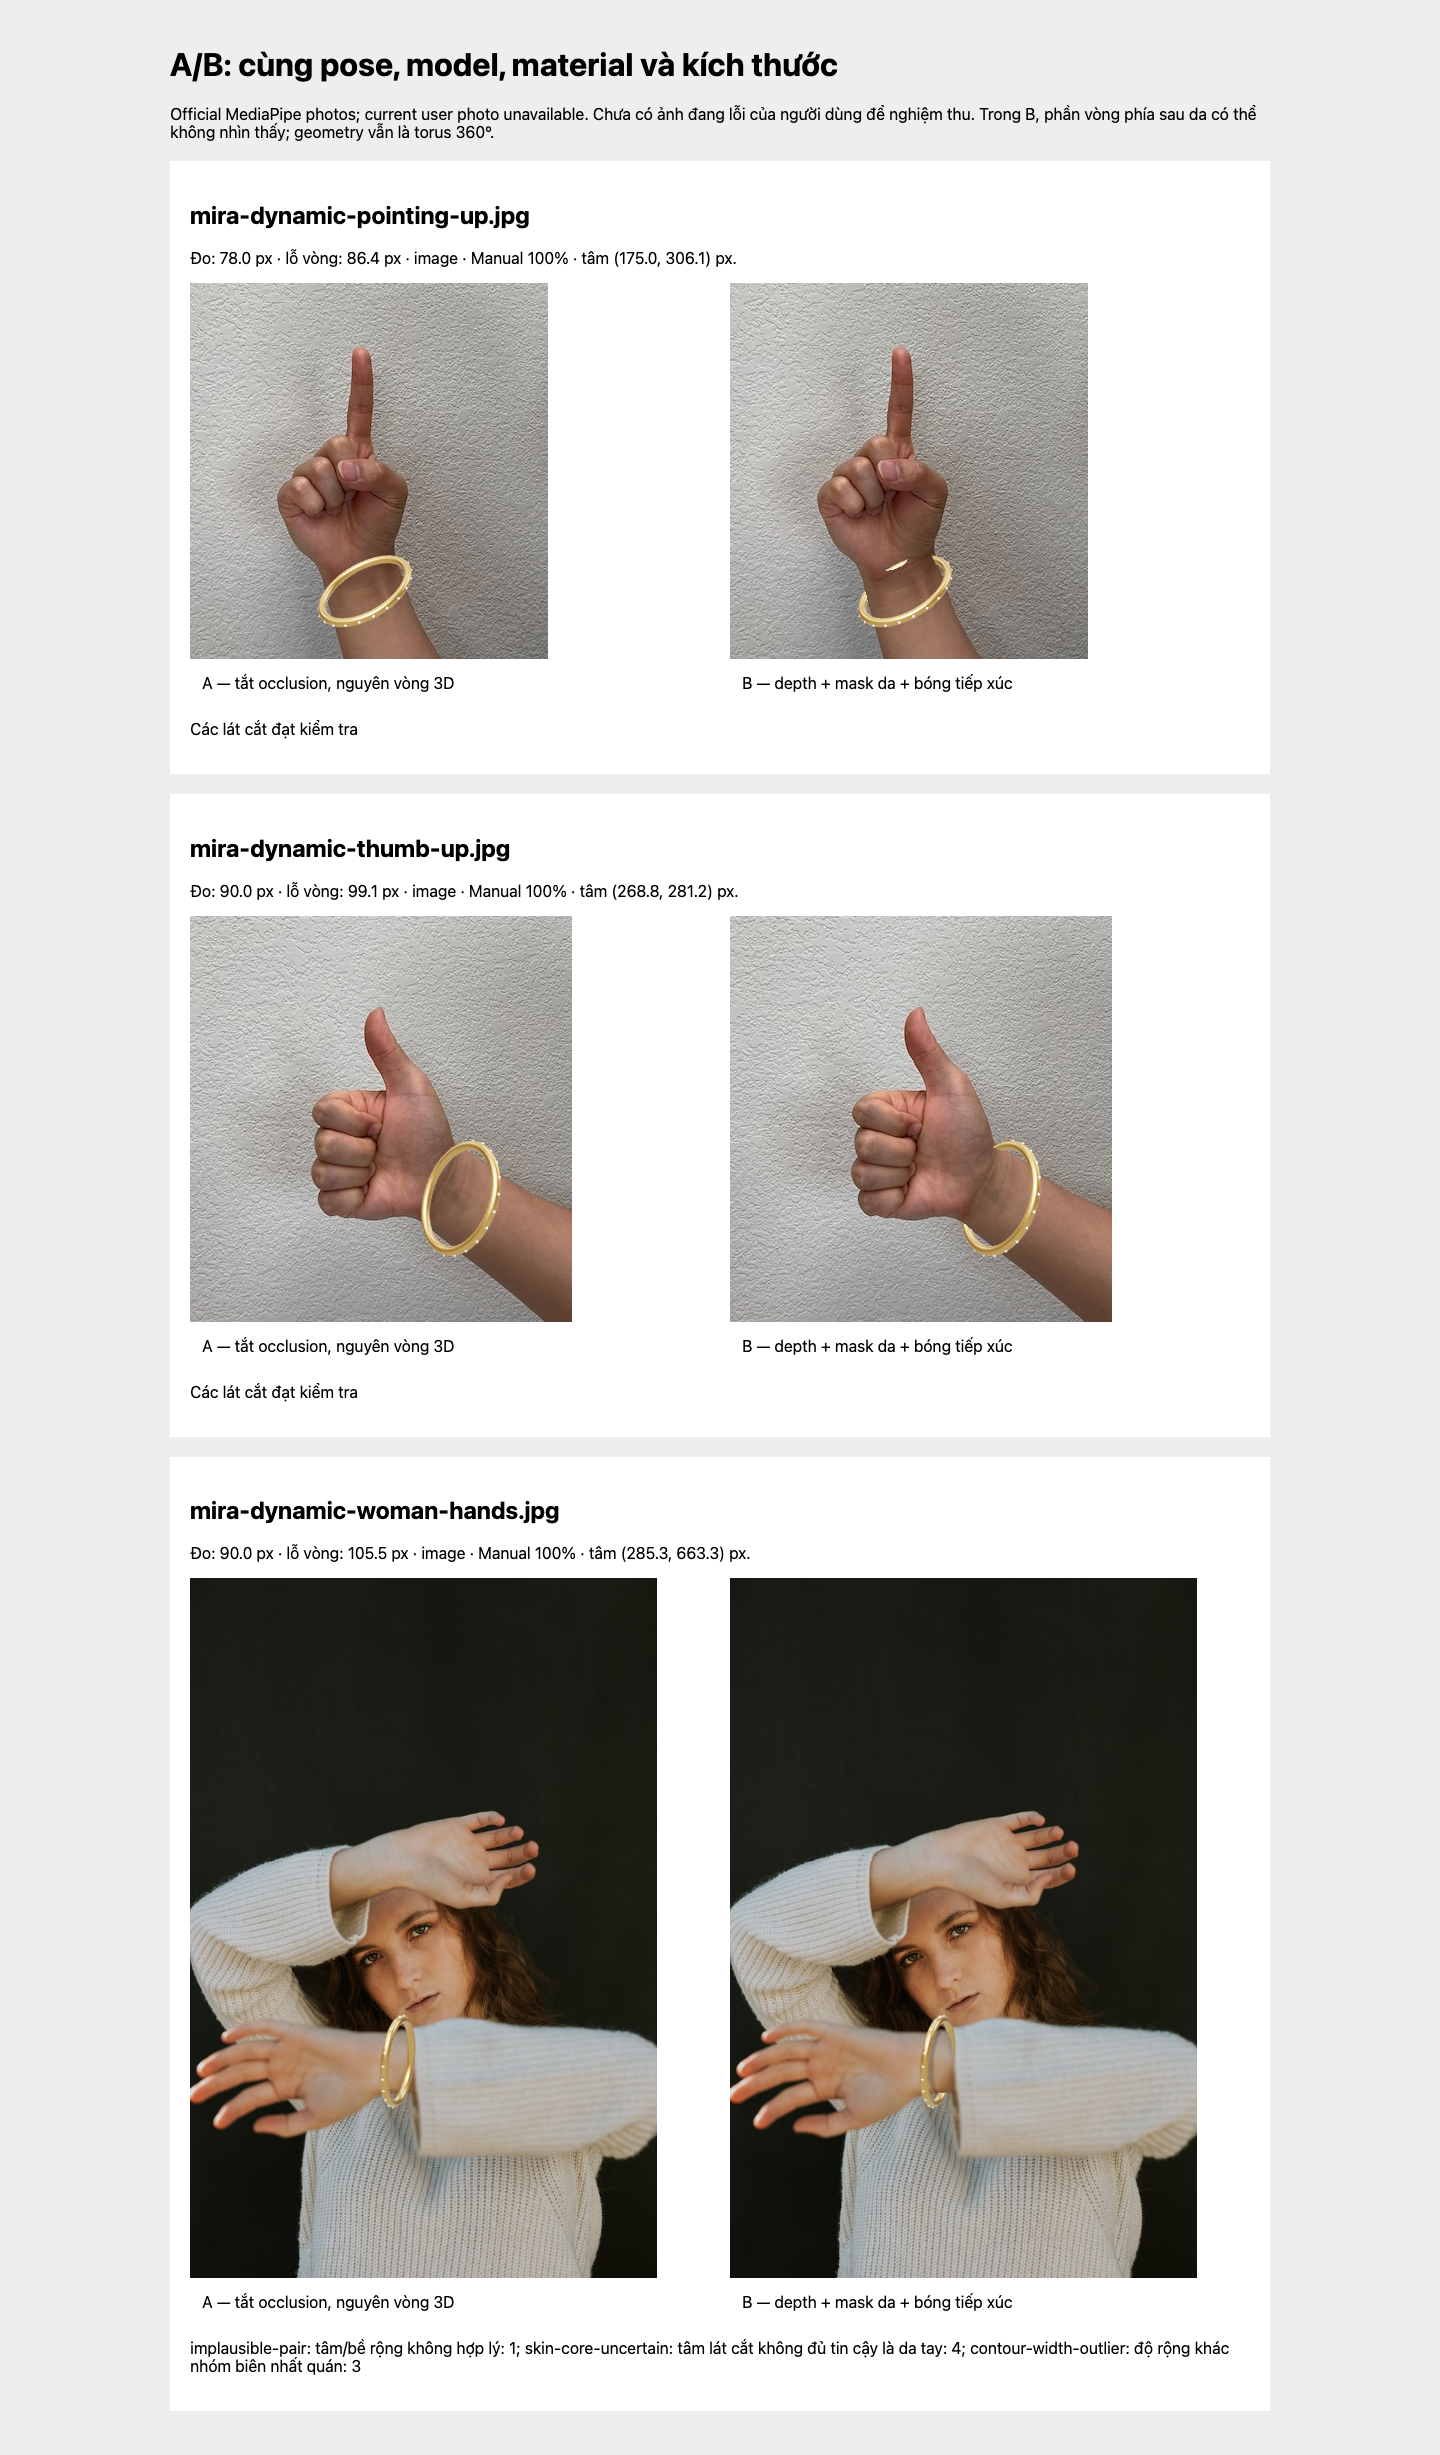 A/B: cùng pose, model, material và kích thước
Official MediaPipe photos; current user photo unavailable. Chưa có ảnh đang lỗi của người dùng để nghiệm thu. Trong B, phần vòng phía sau da có thể
không nhìn thấy; geometry vẫn là torus 360°.
mira-dynamic-pointing-up.jpg
Đo: 78.0 px · lỗ vòng: 86.4 px · image · Manual 100% · tâm (175.0, 306.1) px.
A — tắt occlusion, nguyên vòng 3D
B — depth + mask da + bóng tiếp xúc
Các lát cắt đạt kiểm tra
mira-dynamic-thumb-up.jpg
Đo: 90.0 px · lỗ vòng: 99.1 px · image · Manual 100% · tâm (268.8, 281.2) px.
A — tắt occlusion, nguyên vòng 3D
B — depth + mask da + bóng tiếp xúc
Các lát cắt đạt kiểm tra
mira-dynamic-woman-hands.jpg
Đo: 90.0 px · lỗ vòng: 105.5 px · image · Manual 100% · tâm (285.3, 663.3) px.
A — tắt occlusion, nguyên vòng 3D
B — depth + mask da + bóng tiếp xúc
implausible-pair: tâm/bề rộng không hợp lý: 1; skin-core-uncertain: tâm lát cắt không đủ tin cậy là da tay: 4; contour-width-outlier: độ rộng khác
nhóm biên nhất quán: 3